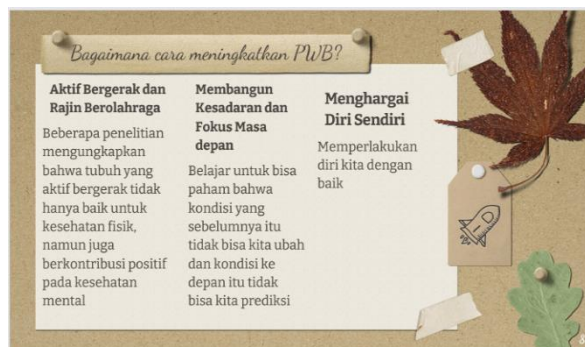 Bagaimana cara meningkatkan PWB?
Aktif Bergerak dan
Rajin Berolahraga
Beberapa penelitian
mengungkapkan
bahwa tubuh yang
aktif bergerak tidak
hanya baik untuk
kesehatan fisik,
namun juga
berkontribusi positif
pada kesehatan
mental
Membangun
Kesadaran dan
Fokus Masa
depan
Belajar untuk bisa
paham bahwa
kondisi yang
sebelumnya itu
tidak bisa kita ubah
dan kondisi ke
depan itu tidak
bisa kita prediksi
Menghargai
Diri Sendiri
Memperlakukan
diri kita dengan
baik